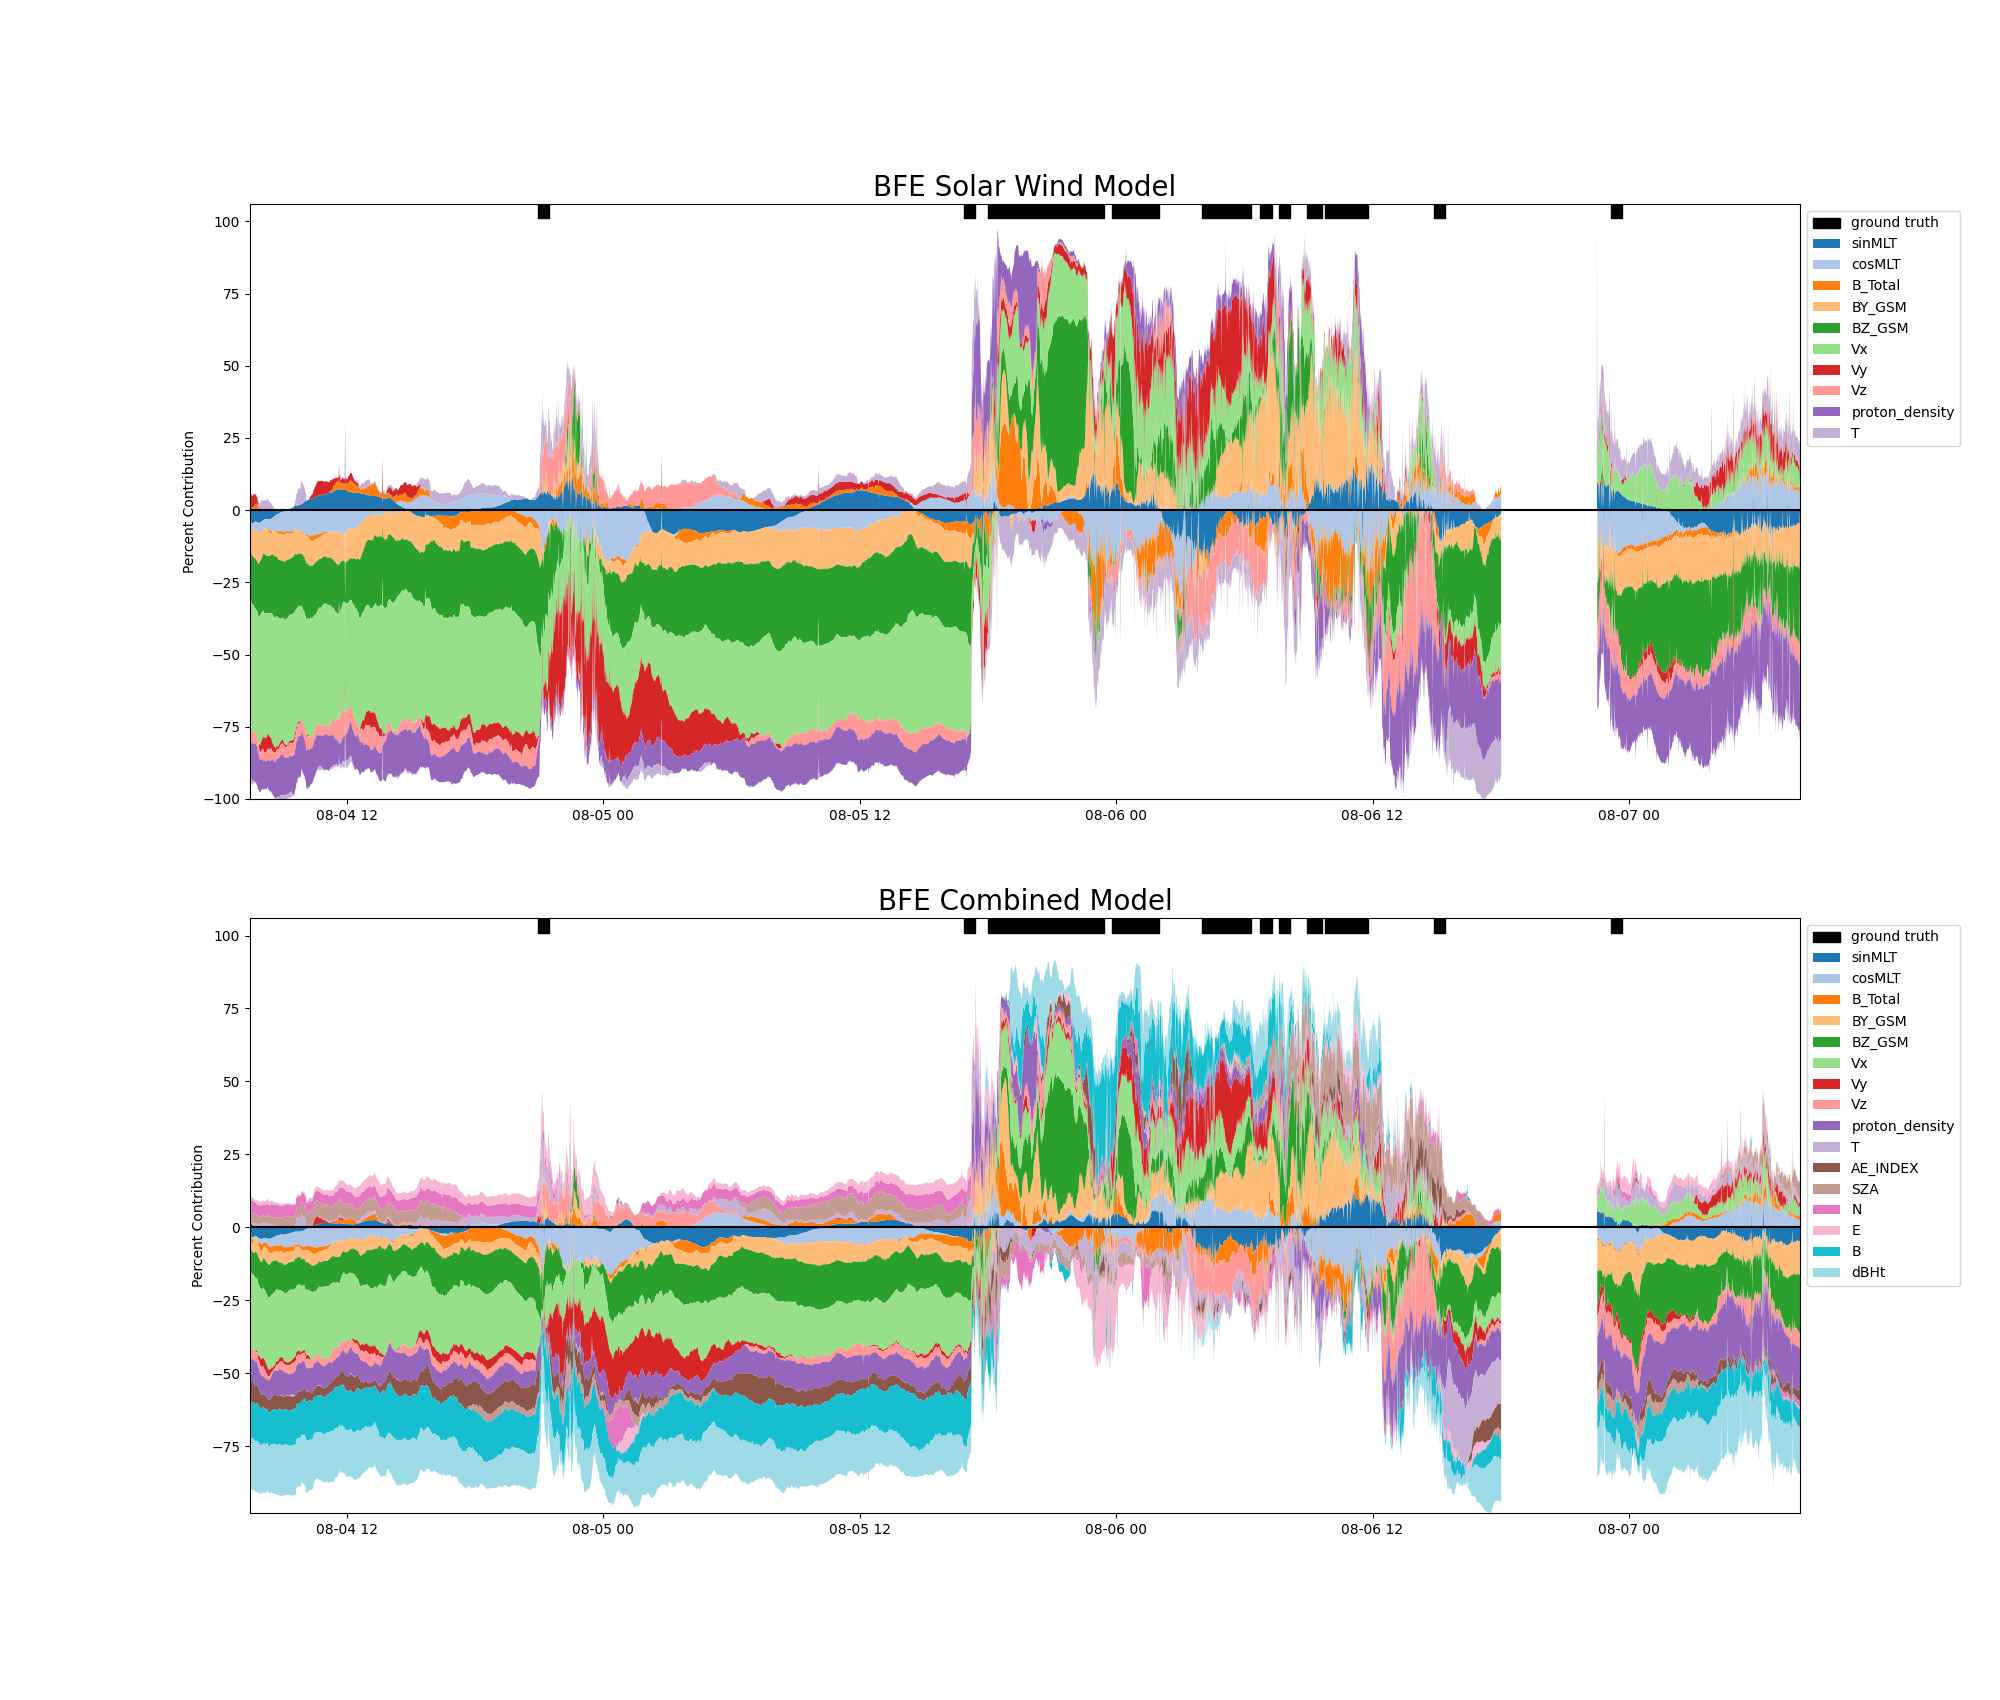 BFE Solar Wind Model
Percent Contribution
100
75
50
25
0
−25
−50
−75
−100
08-04 12
08-05 00
08-05 12
08-06 00
08-06 12
08-07 00
ground truth
sinMLT
cosMLT
B_Total
BY_GSM
BZ_GSM
Vx
Vy
Vz
proton_density
T
BFE Combined Model
Percent Contribution
100
75
50
25
0
−25
−50
−75
08-04 12
08-05 00
08-05 12
08-06 00
08-06 12
08-07 00
ground truth
sinMLT
cosMLT
B_Total
BY_GSM
BZ_GSM
Vx
Vy
Vz
proton_density
T
AE_INDEX
SZA
N
E
B
dBHt